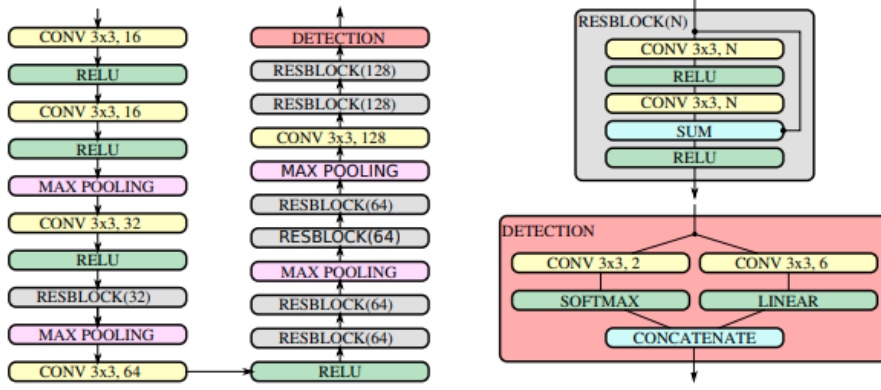 CONV 3x3, 16
RELU
CONV 3x3, 16
RELU
MAX POOLING
CONV 3x3, 32
RELU
RESBLOCK(32)
MAX POOLING
CONV 3x3, 64
DETECTION
RESBLOCK(128)
RESBLOCK(128)
CONV 3x3, 128
MAX POOLING
RESBLOCK(64)
RESBLOCK(64)
MAX POOLING
RESBLOCK(64)
RESBLOCK(64)
RELU
RESBLOCK(N)
CONV 3x3, N
RELU
CONV 3x3, N
SUM
RELU
DETECTION
CONV 3x3, 2
CONV 3x3, 6
SOFTMAX
LINEAR
CONCATENATE